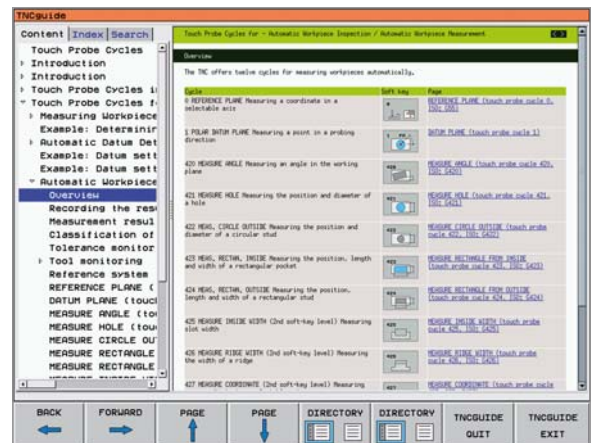 TNCguide
Content Index Search
Touch Probe Cycles
Introduction
Introduction
Touch Probe Cycles i
Touch Probe Cycles f
Measuring Workpiece
Example: Determinir
Automatic Datum Det
Example: Datum sett
Example: Datum sett
Automatic Workpiece
Overview
Recording the resu
Measurement resul
Classification of
Tolerance monitor
Tool monitoring
Reference system
REFERENCE PLANE (
DATUM PLANE (touch
MEASURE ANGLE (tou
MEASURE HOLE (touc
MEASURE CIRCLE OUT
MEASURE RECTANGLE
MEASURE RECTANGLE
Touch Probe Cycles for - Automatic Workpiece Inspection / Automatic Workpiece Measurement
Overview
The TNC offers twelve cycles for measuring workpieces automatically.
Cycle Soft key Page
0 REFERENCE PLANE Measuring a coordinate in a
selectable axis
REFERENCE PLANE (touch probe cycle 0,
ISO: G55)
1 POLAR DATUM PLANE Measuring a point in a probing
direction
DATUM PLANE (touch probe cycle 1)
420 MEASURE ANGLE Measuring an angle in the working
plane
420
MEASURE ANGLE (touch probe cycle 420,
ISO: G420)
421 MEASURE HOLE Measuring the position and diameter of
a hole
421
MEASURE HOLE (touch probe cycle 421,
ISO: G421)
422 MEAS. CIRCLE OUTSIDE Measuring the position and
diameter of a circular stud
422
MEASURE CIRCLE OUTSIDE (touch probe
cycle 422, ISO: G422)
423 MEAS. RECTAN. INSIDE Measuring the position, length
and width of a rectangular pocket
423
MEASURE RECTANGLE FROM INSIDE
(touch probe cycle 423, ISO: G423)
424 MEAS. RECTAN. OUTSIDE Measuring the position,
length and width of a rectangular stud
424
MEASURE RECTANGLE FROM OUTSIDE
(touch probe cycle 424, ISO: G424)
425 MEASURE INSIDE WIDTH (2nd soft-key level) Measuring
slot width
425
MEASURE INSIDE WIDTH (touch probe
cycle 425, ISO: G425)
426 MEASURE RIDGE WIDTH (2nd soft-key level) Measuring
the width of a ridge
426
MEASURE RIDGE WIDTH (touch probe
cycle 426, ISO: G426)
427 MEASURE COORDINATE (2nd soft-key level) Measuring
427
MEASURE COORDINATE (touch probe cycle
BACK
FORWARD
PAGE
PAGE
DIRECTORY
DIRECTORY
TNCGUIDE
QUIT
TNCGUIDE
EXIT